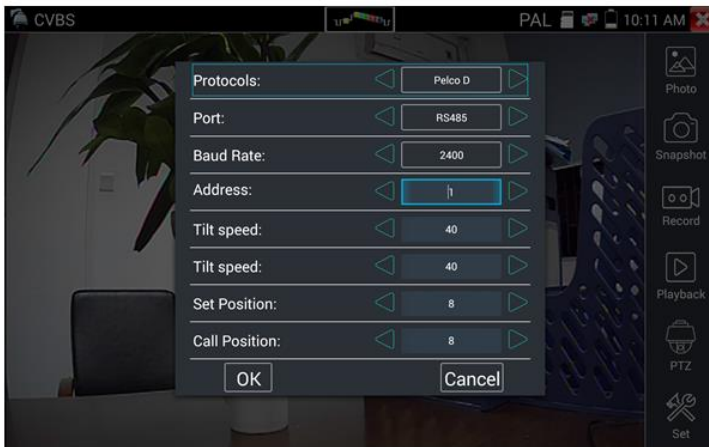 CVBS PAL 10:11 AM
Protocols: Pelco D
Port: RS485
Baud Rate: 2400
Address: 1
Tilt speed: 40
Tilt speed: 40
Set Position: 8
Call Position: 8
OK Cancel
Photo
Snapshot
Record
Playback
PTZ
Set